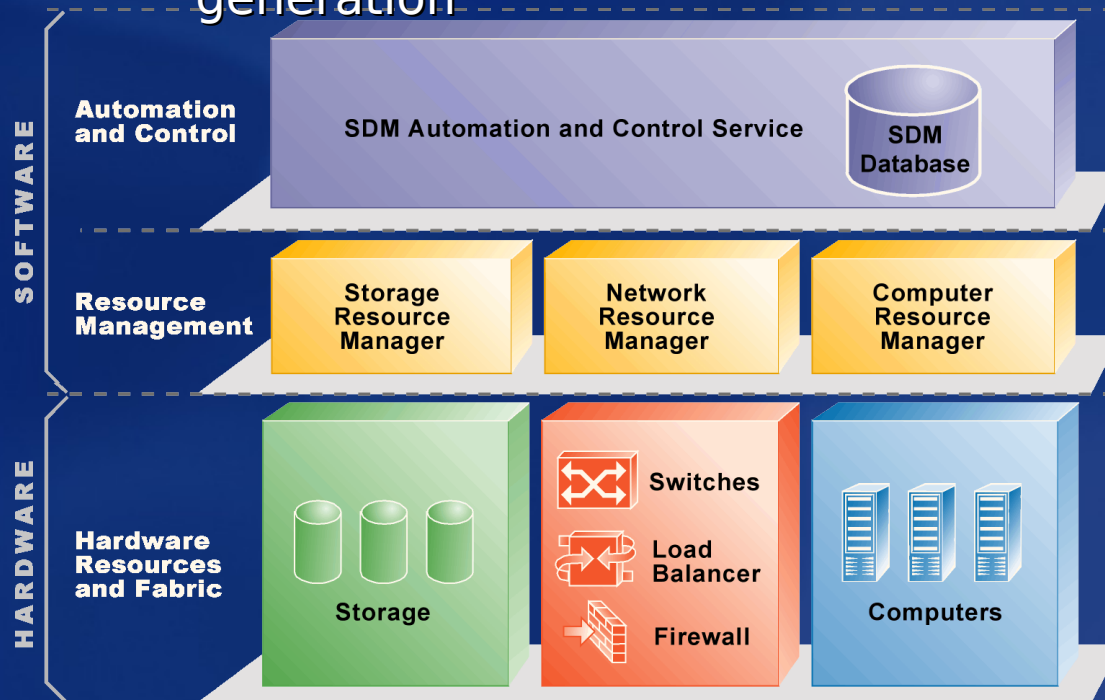 generation
SOFTWARE
Automation
and Control
SDM Automation and Control Service
SDM
Database
Resource
Management
Storage
Resource
Manager
Network
Resource
Manager
Computer
Resource
Manager
HARDWARE
Hardware
Resources
and Fabric
Storage
Switches
Load
Balancer
Firewall
Computers